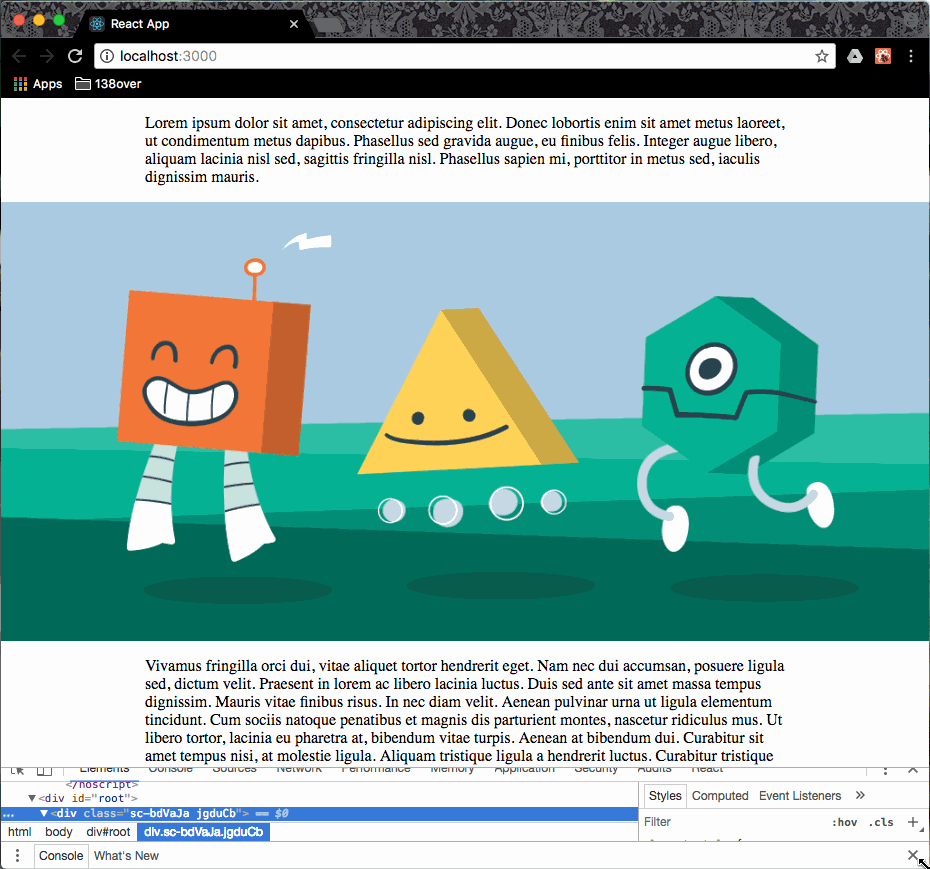 React App
localhost:3000
Apps 138over
Lorem ipsum dolor sit amet, consectetur adipiscing elit. Donec lobortis enim sit amet metus laoreet,
ut condimentum metus dapibus. Phasellus sed gravida augue, eu finibus felis. Integer augue libero,
aliquam lacinia nisl sed, sagittis fringilla nisl. Phasellus sapien mi, porttitor in metus sed, iaculis
dignissim mauris.
Vivamus fringilla orci dui, vitae aliquet tortor hendrerit eget. Nam nec dui accumsan, posuere ligula
sed, dictum velit. Praesent in lorem ac libero lacinia luctus. Duis sed ante sit amet massa tempus
dignissim. Mauris vitae finibus risus. In nec diam velit. Aenean pulvinar urna ut ligula elementum
tincidunt. Cum sociis natoque penatibus et magnis dis parturient montes, nascetur ridiculus mus. Ut
libero tortor, lacinia eu pharetra at, bibendum vitae turpis. Aenean at bibendum dui. Curabitur sit
amet tempus nisi, at molestie ligula. Aliquam tristique ligula a hendrerit luctus. Curabitur tristique
Elements Console Sources Network Performance Memory Application Security Audits React
</noscript>
<div id="root">
... <div class="sc-bdVaJa jgduCb"> == $0
html body div#root div.sc-bdVaJa.jgduCb
Styles Computed Event Listeners »
Filter :hov .cls +
Console What's New